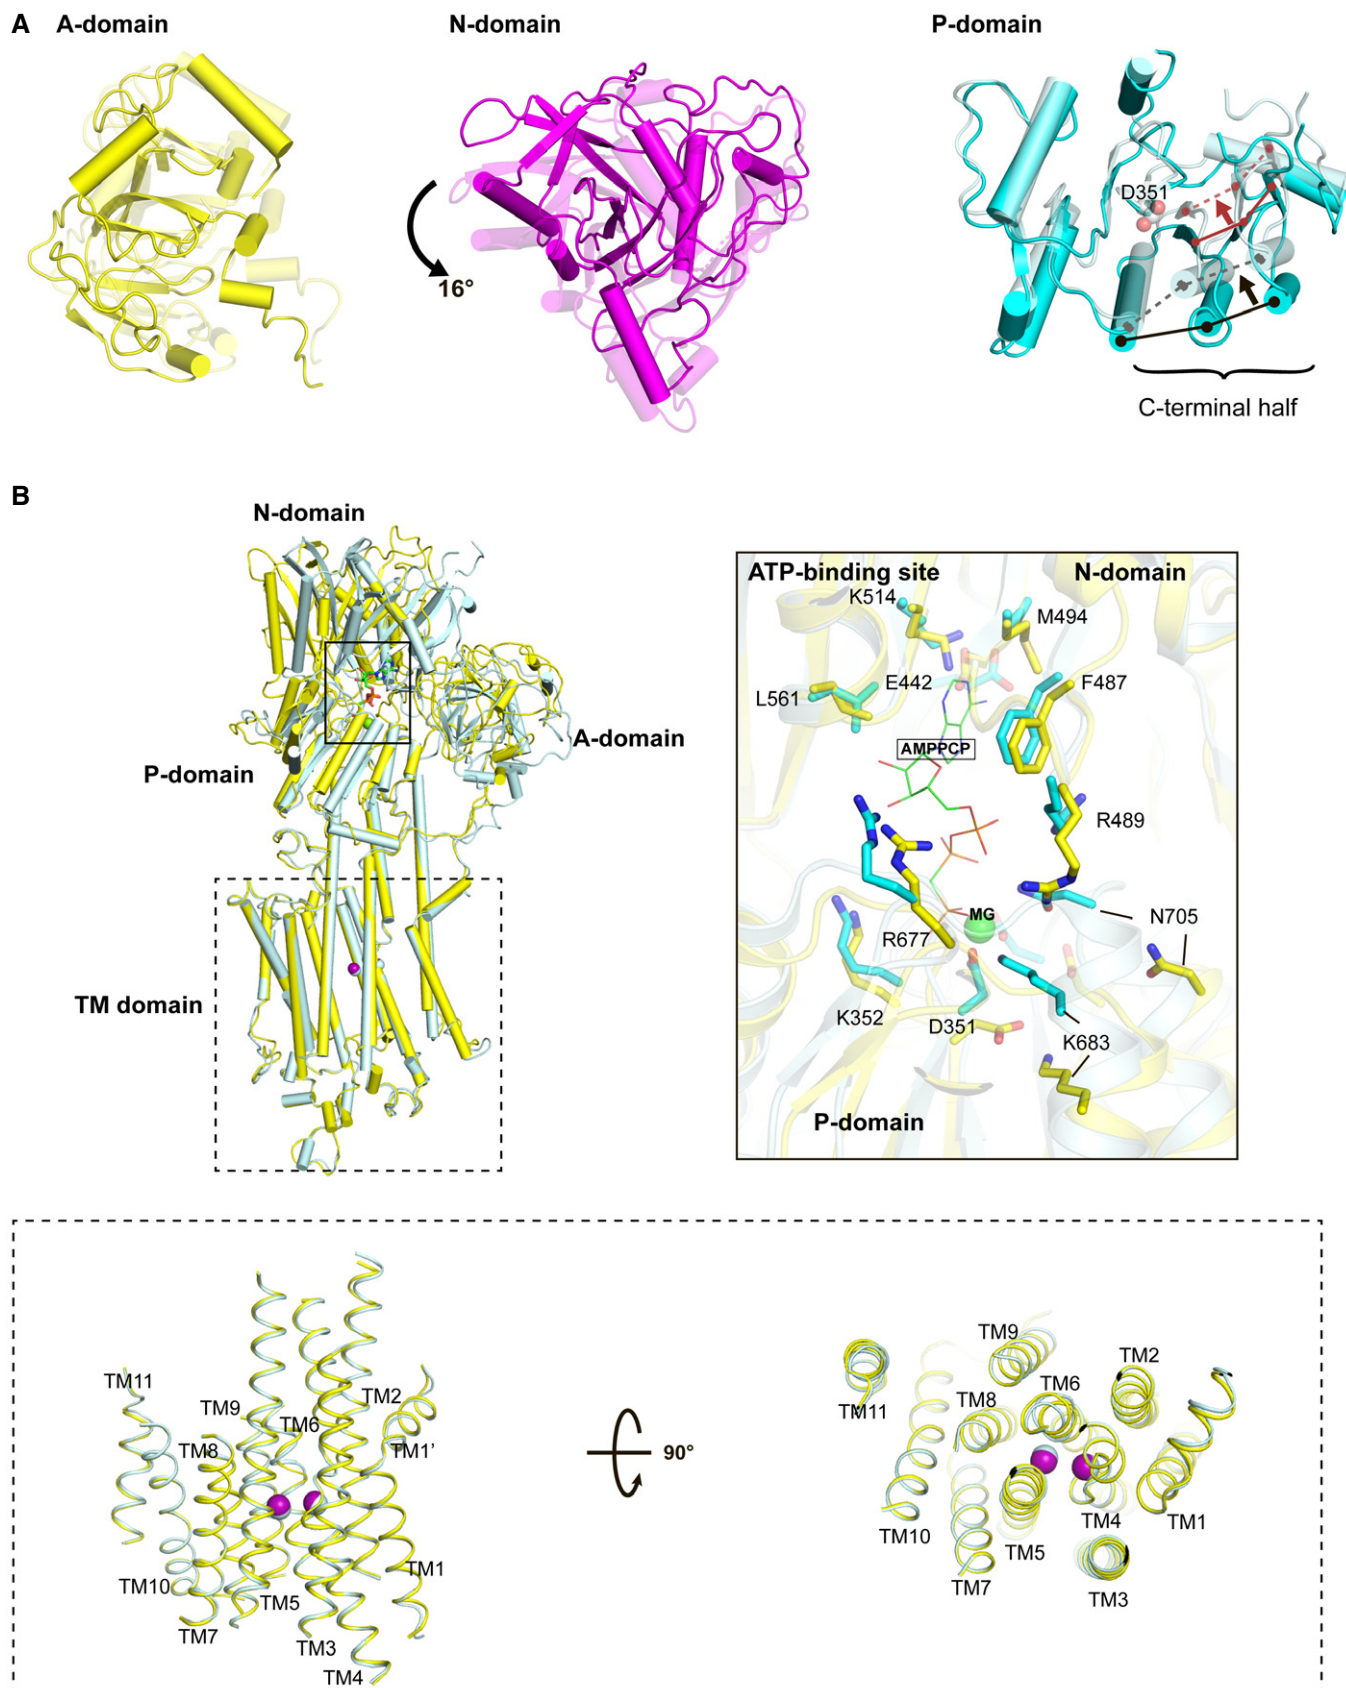 A
A-domain
N-domain
P-domain
D351
16°
C-terminal half
B
N-domain
A-domain
P-domain
TM domain
ATP-binding site
N-domain
K514
M494
E442
F487
L561
AMPPCP
R489
MG
N705
R677
K352
D351
K683
P-domain
TM11
TM9
TM2
TM6
TM8
TM1’
TM10
TM1
TM5
TM7
TM3
TM4
90°
TM9
TM2
TM6
TM8
TM11
TM10
TM4
TM1
TM5
TM7
TM3